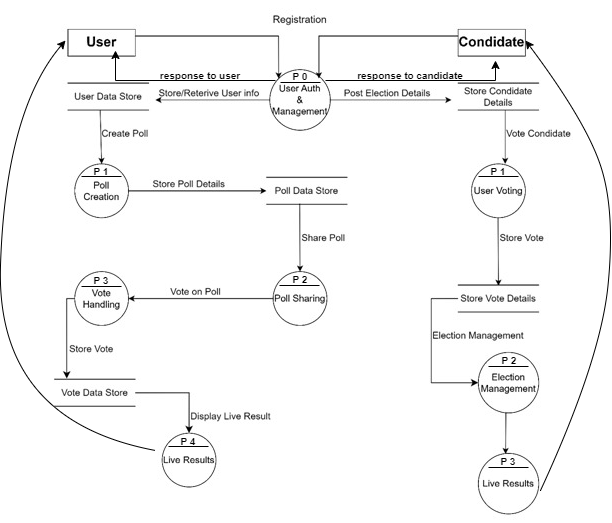 Registration
User
Candidate
response to user
response to candidate
P 0
User Auth
&
Management
User Data Store
Store/Reterive User info
Post Election Details
Store Candidate
Details
Create Poll
Vote Candidate
P 1
Poll
Creation
Store Poll Details
Poll Data Store
P 1
User Voting
Share Poll
Store Vote
P 3
Vote
Handling
Vote on Poll
P 2
Poll Sharing
Store Vote Details
Store Vote
Election Management
P 2
Election
Management
Vote Data Store
Display Live Result
P 4
Live Results
P 3
Live Results